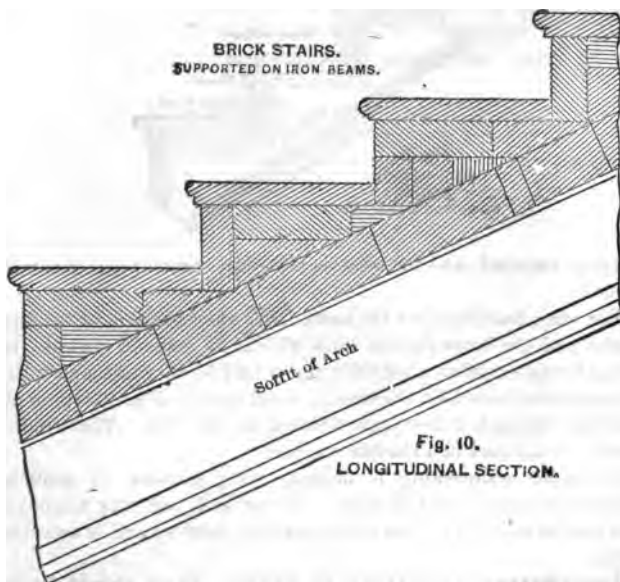 BRICK STAIRS.
SUPPORTED ON IRON BEAMS.
Soffit of Arch
Fig. 10.
LONGITUDINAL SECTION.